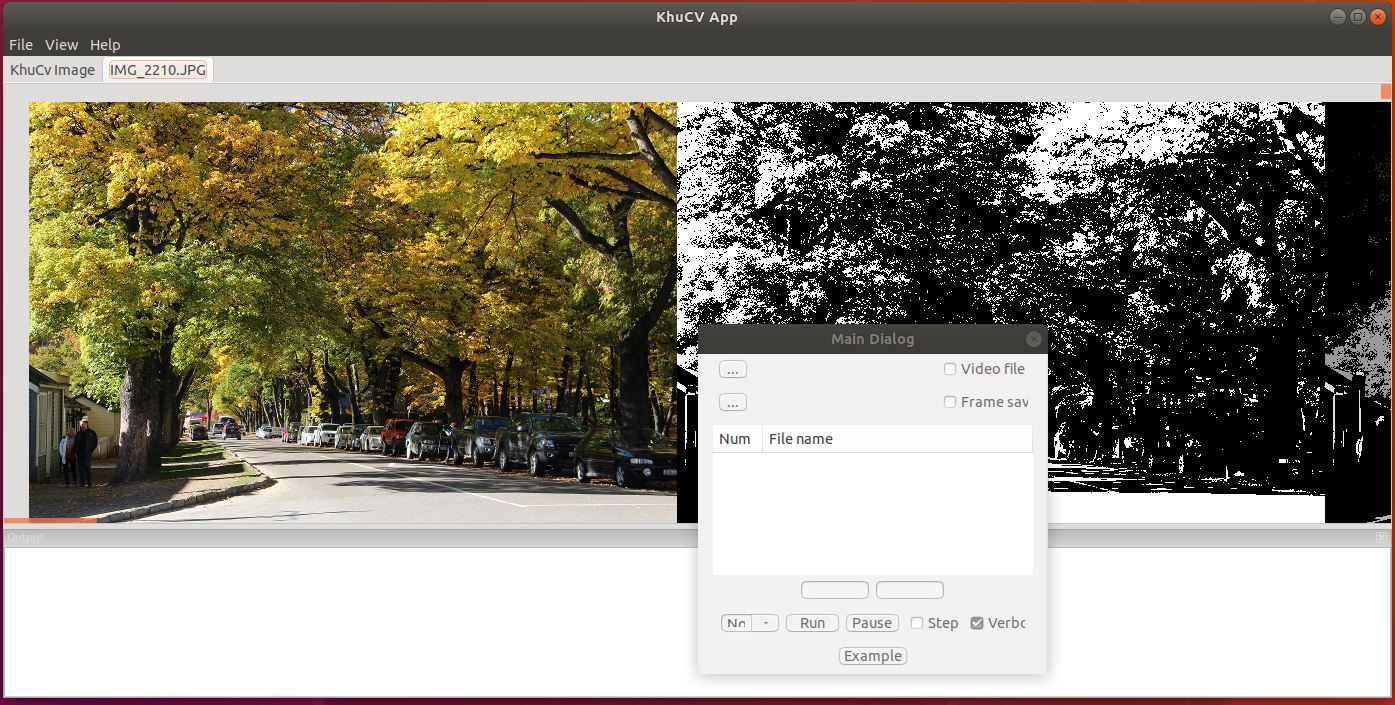 KhuCV App
File View Help
KhuCv Image IMG_2210.JPG
Main Dialog
... Video file
... Frame sav
Num File name
Output
No Run Pause Step Verbo
Example